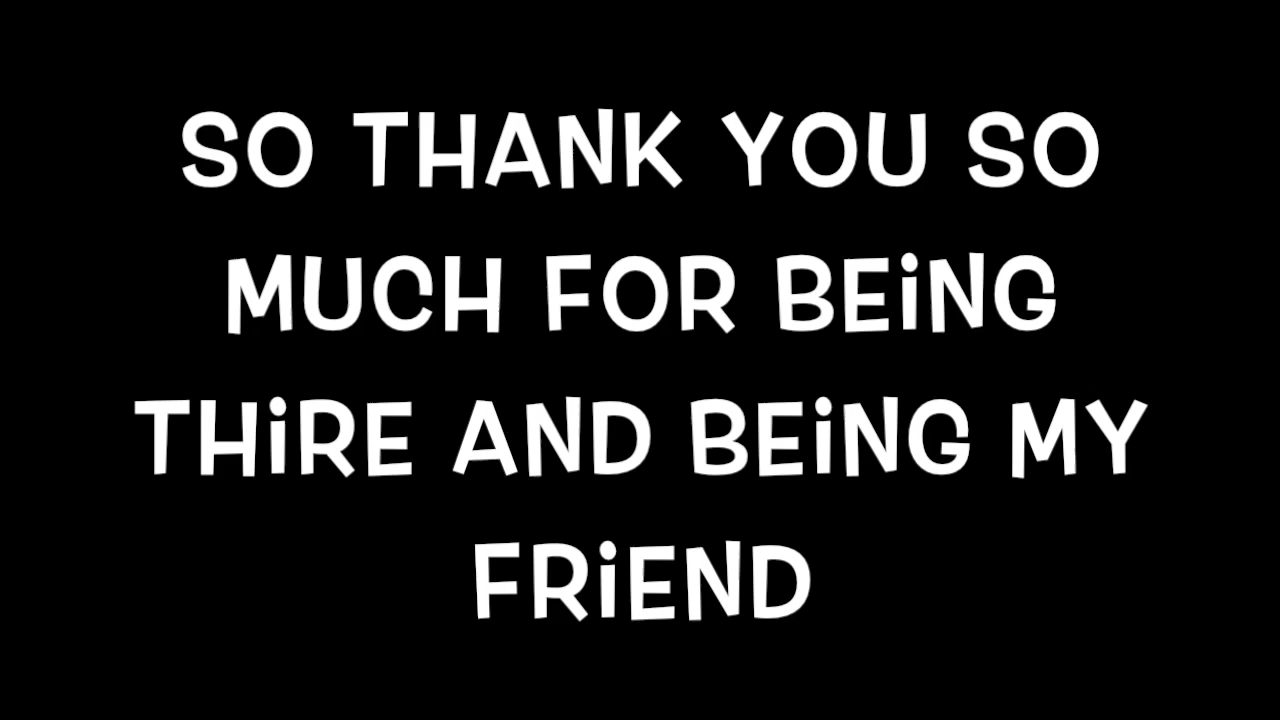 SO THANK YOU SO
MUCH FOR BEiNG
THiRE AND BEiNG MY
FRiEND